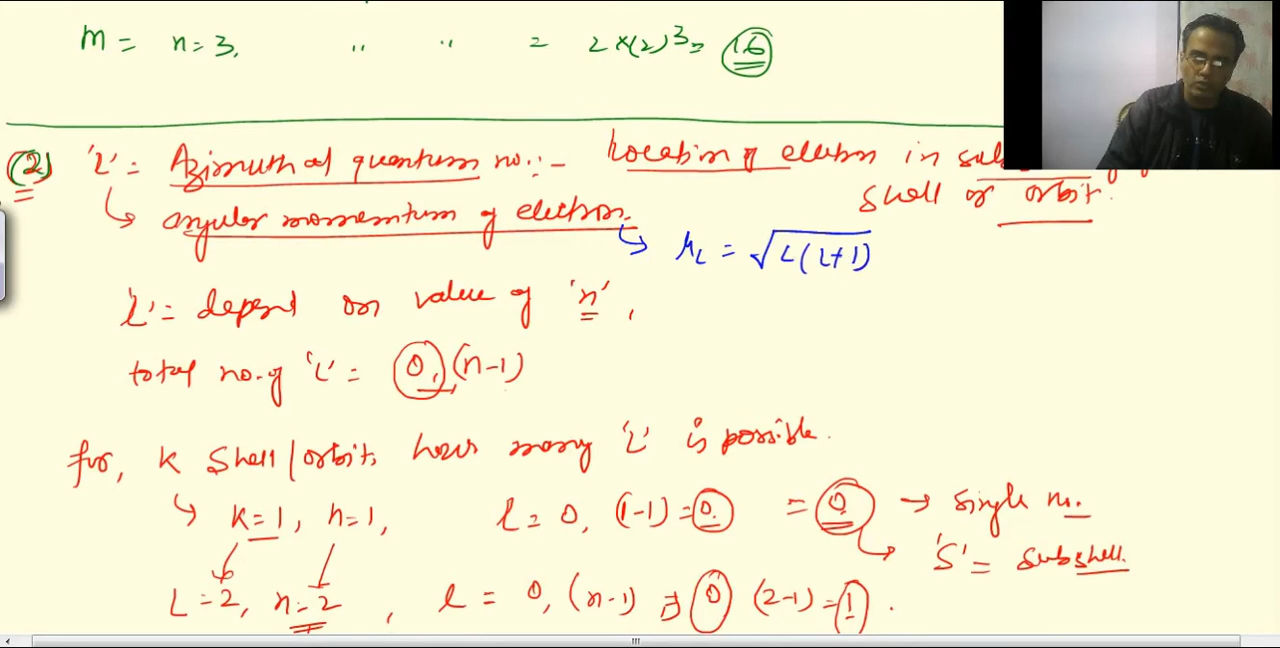 m = n=3, " " = 2×(2)³= 16
(2) 'l' = Azimuthal quantum no.:- Location of electron in
shell or orbit.
↳ angular momentum of electron.
↳ μL = √L(L+1)
'l' = depend on value of 'n',
total no. of 'L' = 0, (n-1)
for, K shell/orbit, how many 'L' is possible.
↳ K=1, n=1, l = 0, (1-1) = 0. = 0. → single no.
↳ 'S' = subshell.
L=2, n=2, l = 0, (n-1) ⇒ 0 (2-1) = 1.